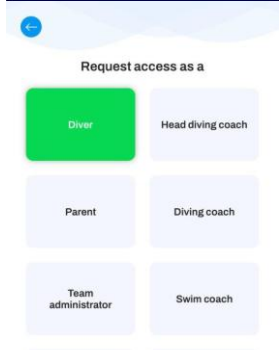 Request access as a
Diver
Head diving coach
Parent
Diving coach
Team
administrator
Swim coach